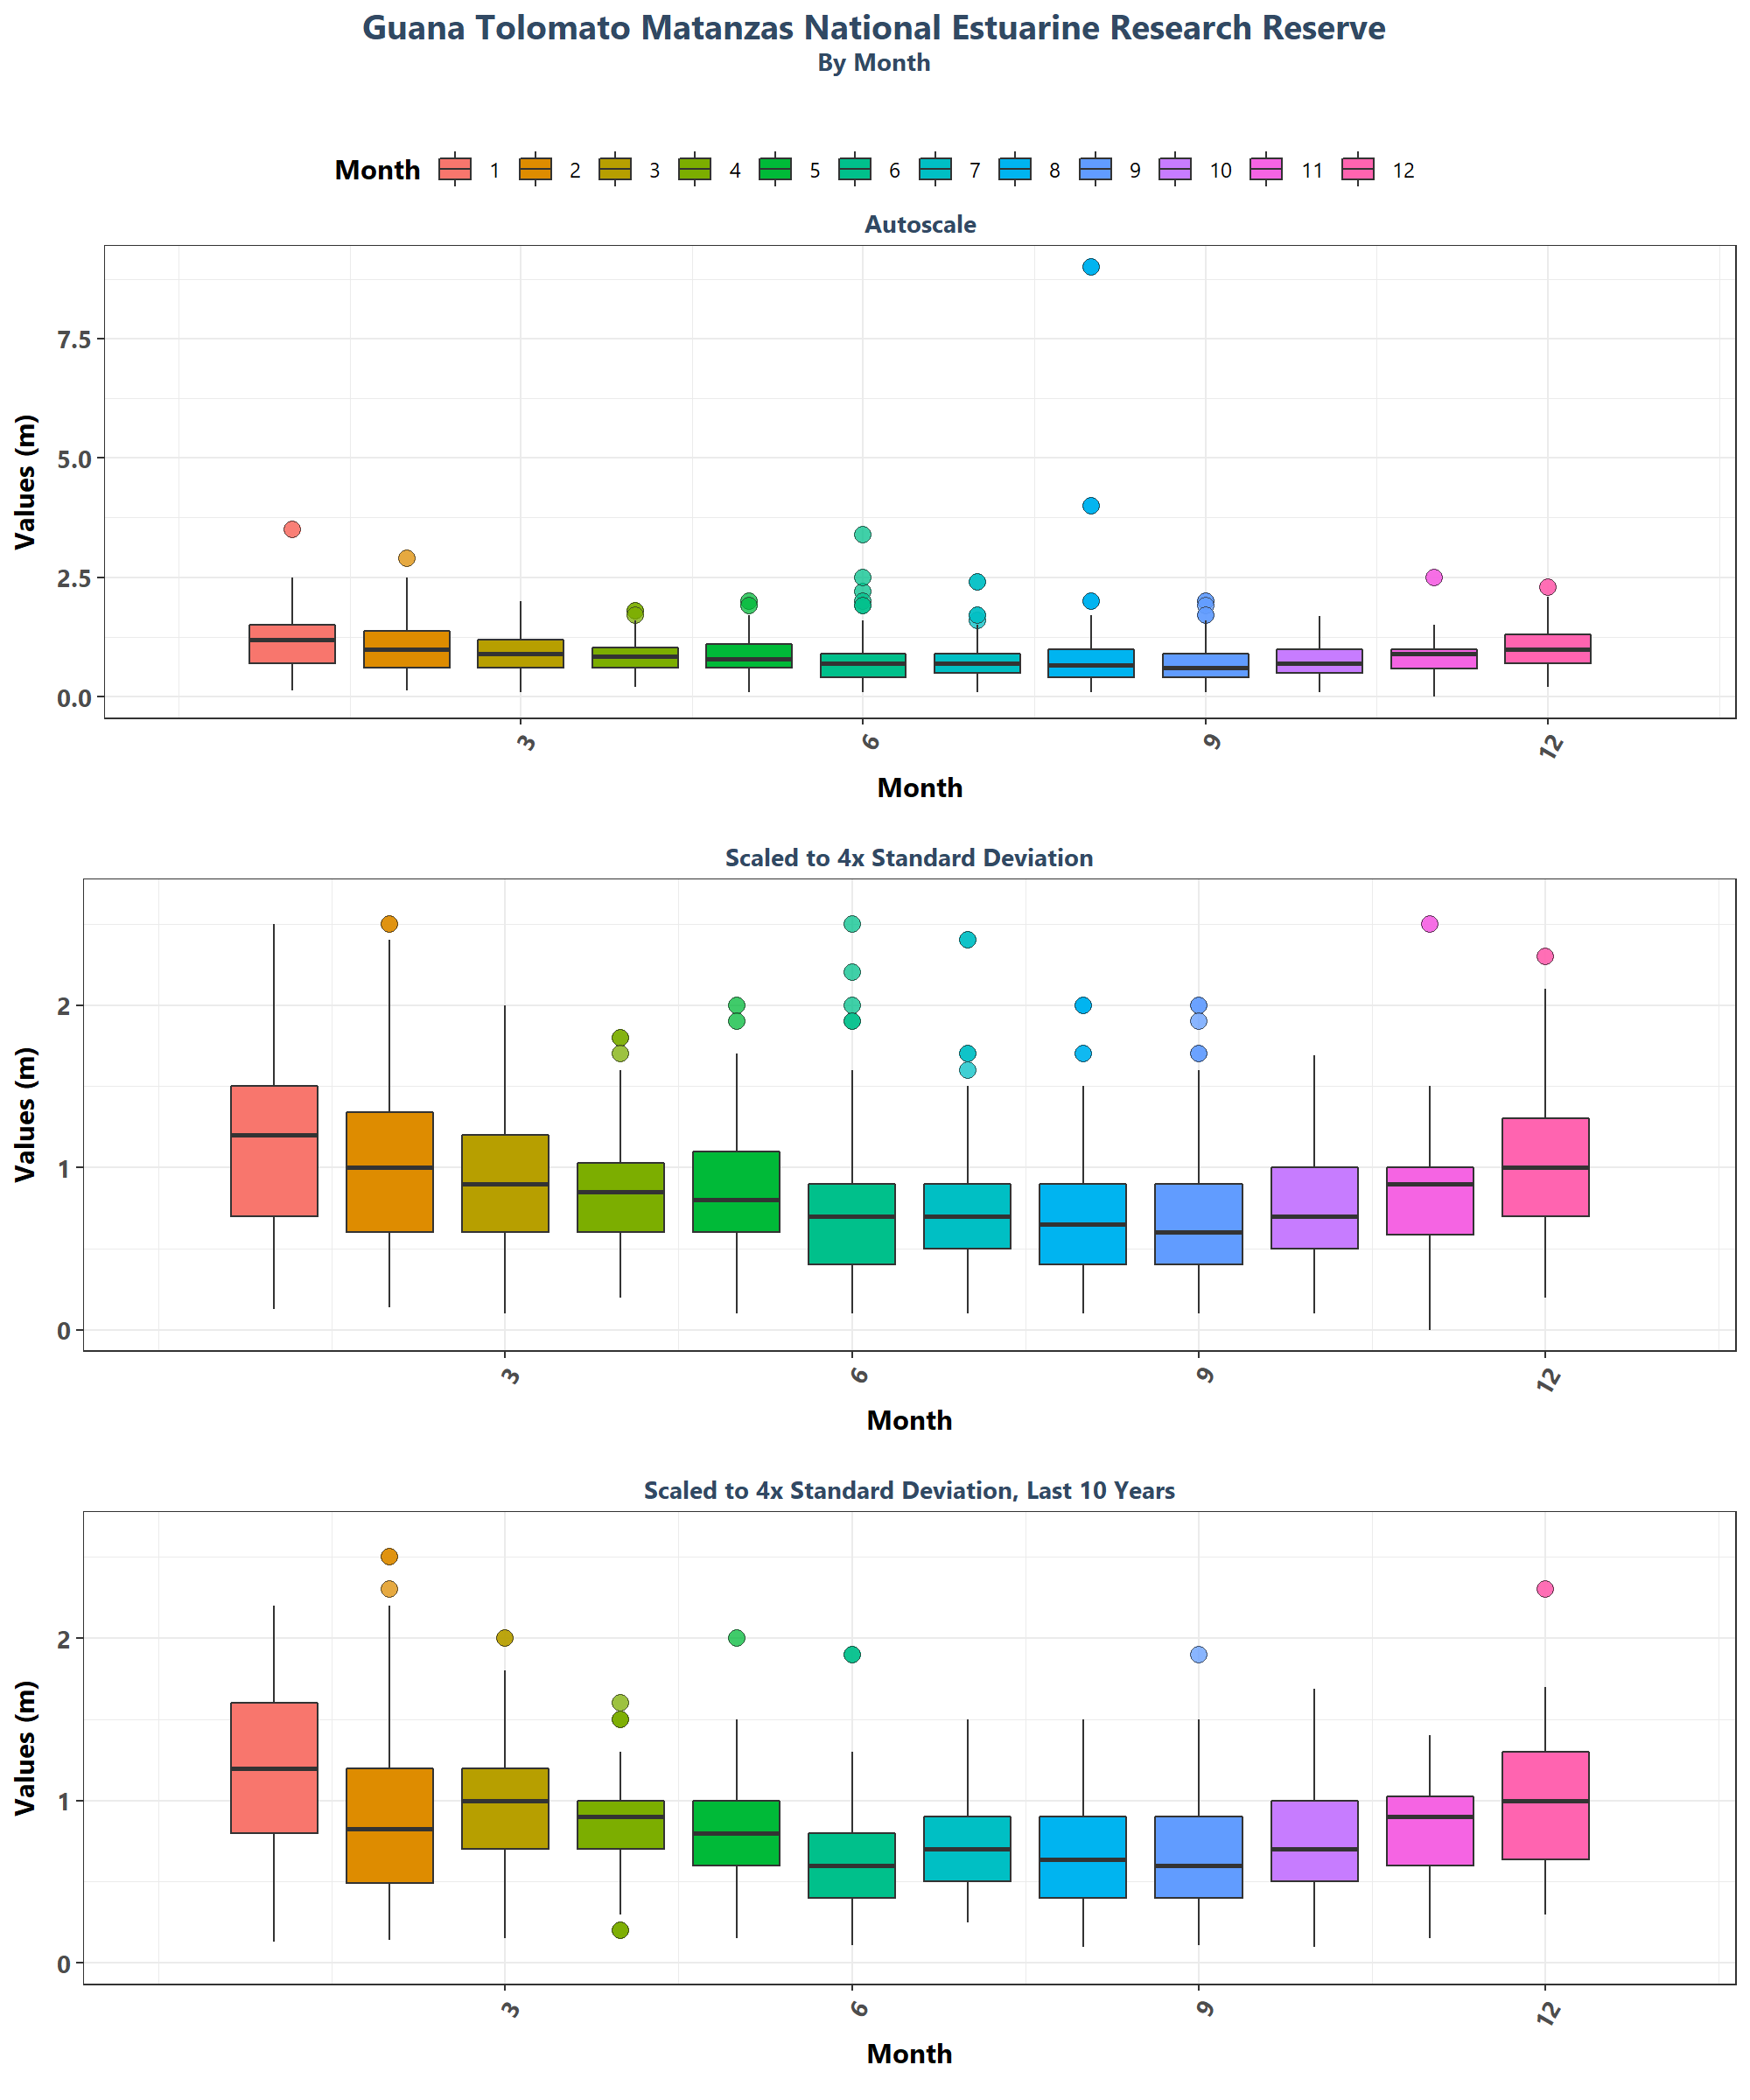 Guana Tolomato Matanzas National Estuarine Research Reserve
By Month
Month 1 2 3 4 5 6 7 8 9 10 11 12
Autoscale
Values (m)
7.5
5.0
2.5
0.0
3 6 9 12
Month
Scaled to 4x Standard Deviation
Values (m)
2
1
0
3 6 9 12
Month
Scaled to 4x Standard Deviation, Last 10 Years
Values (m)
2
1
0
3 6 9 12
Month